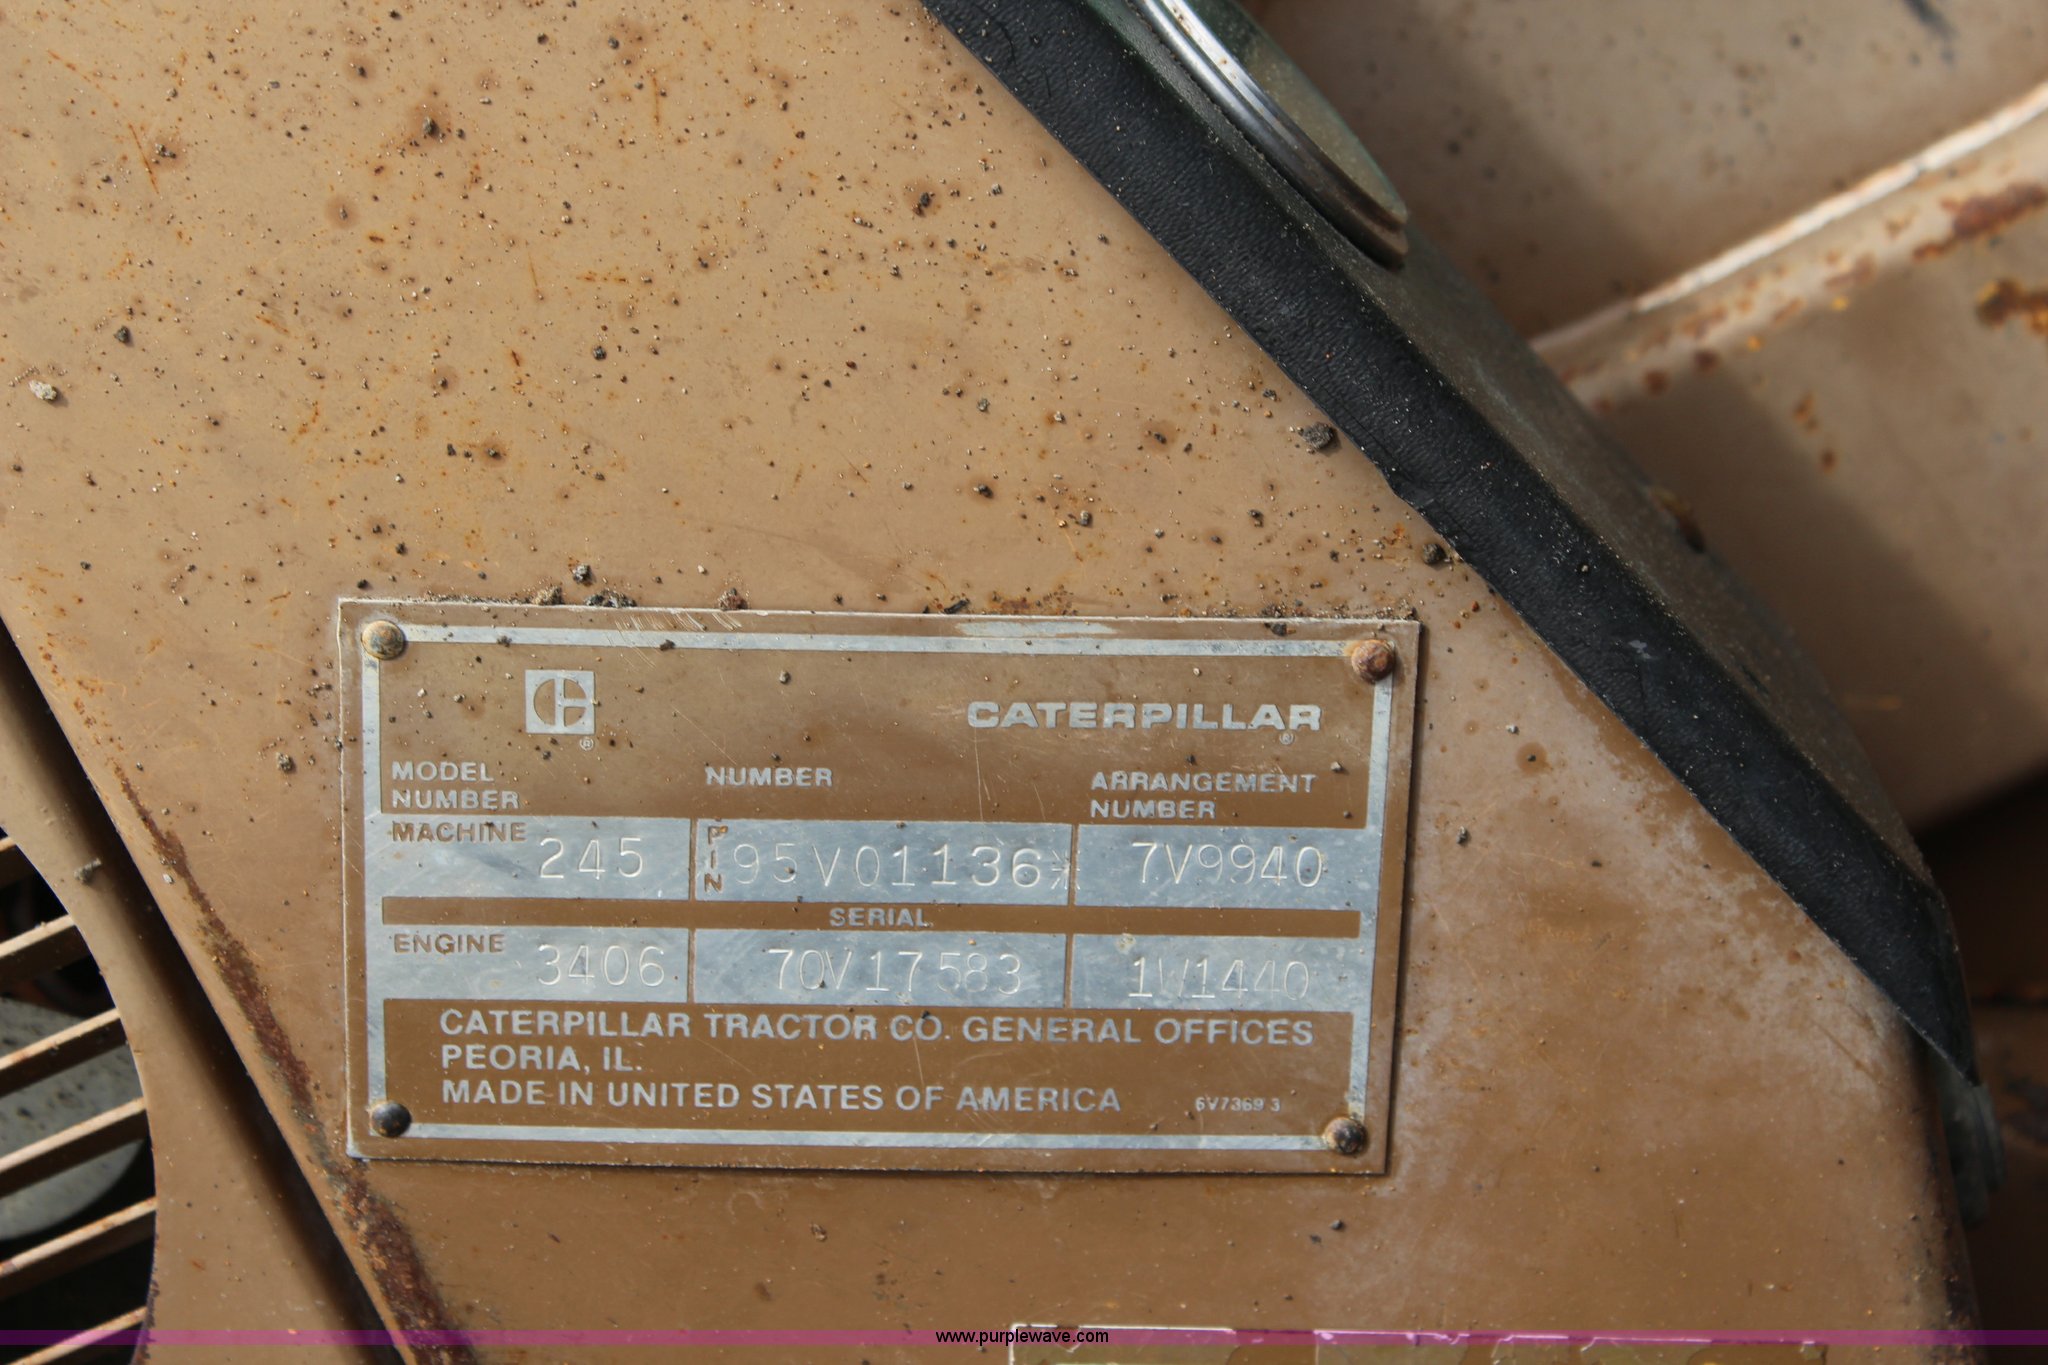 CATERPILLAR
®
®
MODEL
NUMBER
NUMBER
ARRANGEMENT
NUMBER
MACHINE 245 PIN 95V01136* 7V9940
SERIAL
ENGINE 3406 70V17583 1W1440
CATERPILLAR TRACTOR CO. GENERAL OFFICES
PEORIA, IL.
MADE IN UNITED STATES OF AMERICA 6V7369 3
www.purplewave.com